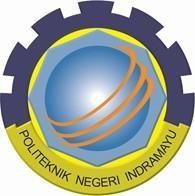 POLITEKNIK NEGERI INDRAMAYU